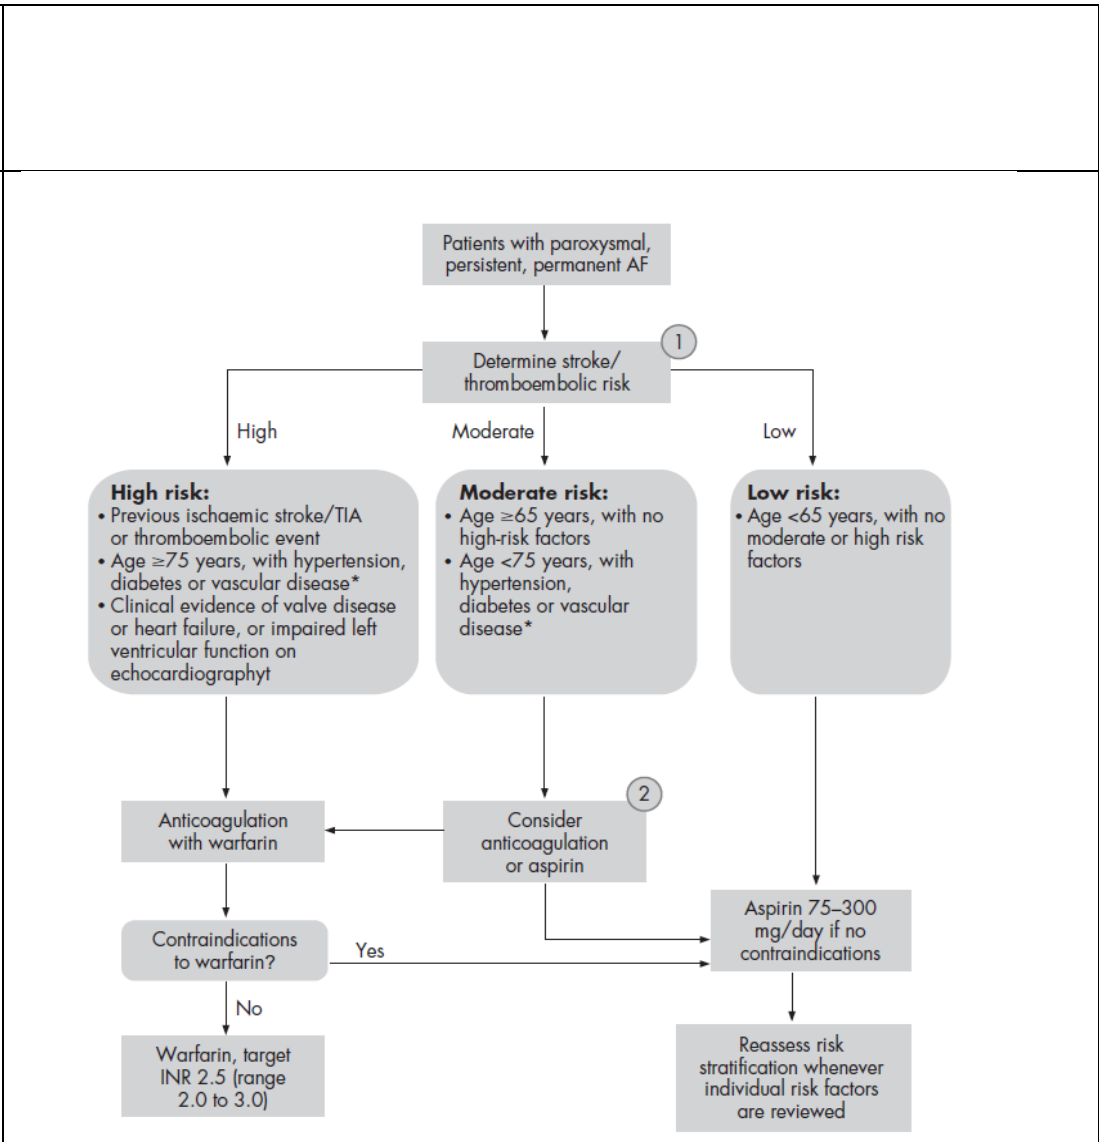 Patients with paroxysmal,
persistent, permanent AF
1
Determine stroke/
thromboembolic risk
High
Moderate
Low
High risk:
• Previous ischaemic stroke/TIA
or thromboembolic event
• Age ≥75 years, with hypertension,
diabetes or vascular disease*
• Clinical evidence of valve disease
or heart failure, or impaired left
ventricular function on
echocardiography†
Moderate risk:
• Age ≥65 years, with no
high-risk factors
• Age <75 years, with
hypertension,
diabetes or vascular
disease*
Low risk:
• Age <65 years, with no
moderate or high risk
factors
Anticoagulation
with warfarin
2
Consider
anticoagulation
or aspirin
Aspirin 75–300
mg/day if no
contraindications
Contraindications
to warfarin?
Yes
No
Warfarin, target
INR 2.5 (range
2.0 to 3.0)
Reassess risk
stratification whenever
individual risk factors
are reviewed